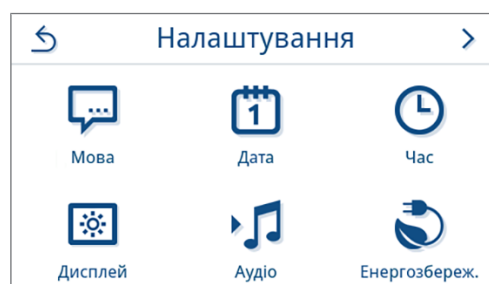 Налаштування
... 1
Мова Дата Час
Дисплей Аудіо Енергозбереж.